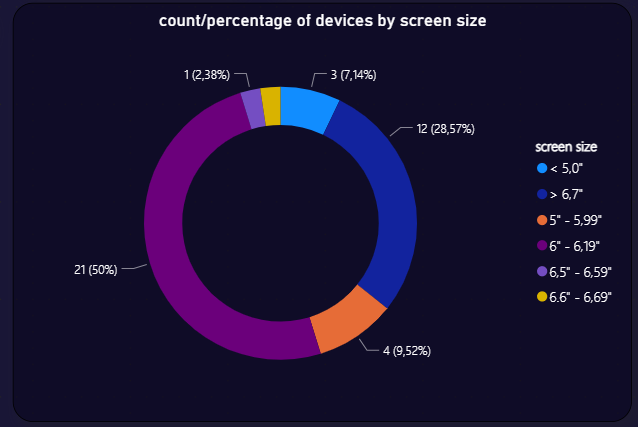 count/percentage of devices by screen size
1 (2,38%)
3 (7,14%)
12 (28,57%)
screen size
< 5,0"
> 6,7"
5" - 5,99"
6" - 6,19"
6,5" - 6,59"
6.6" - 6,69"
21 (50%)
4 (9,52%)